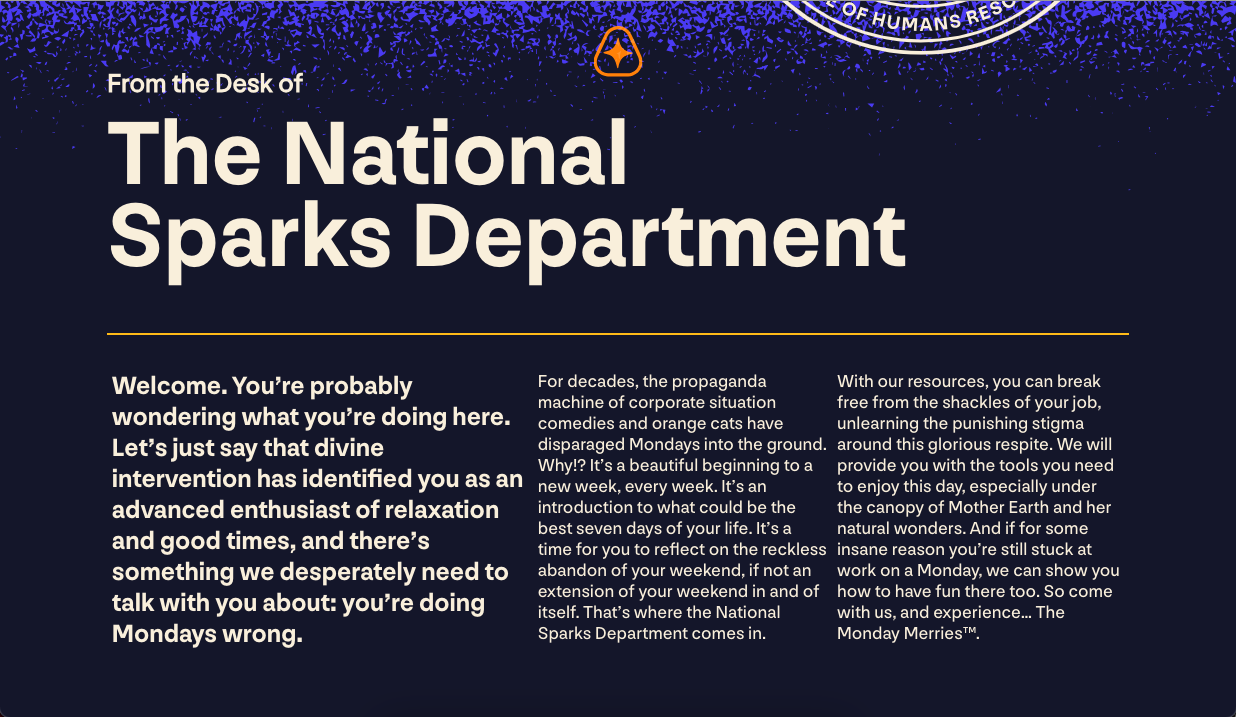 OF HUMANS
From the Desk of
The National
Sparks Department
Welcome. You’re probably
wondering what you’re doing here.
Let’s just say that divine
intervention has identified you as an
advanced enthusiast of relaxation
and good times, and there’s
something we desperately need to
talk with you about: you’re doing
Mondays wrong.
For decades, the propaganda
machine of corporate situation
comedies and orange cats have
disparaged Mondays into the ground.
Why!? It’s a beautiful beginning to a
new week, every week. It’s an
introduction to what could be the
best seven days of your life. It’s a
time for you to reflect on the reckless
abandon of your weekend, if not an
extension of your weekend in and of
itself. That’s where the National
Sparks Department comes in.
With our resources, you can break
free from the shackles of your job,
unlearning the punishing stigma
around this glorious respite. We will
provide you with the tools you need
to enjoy this day, especially under
the canopy of Mother Earth and her
natural wonders. And if for some
insane reason you’re still stuck at
work on a Monday, we can show you
how to have fun there too. So come
with us, and experience... The
Monday Merries™.